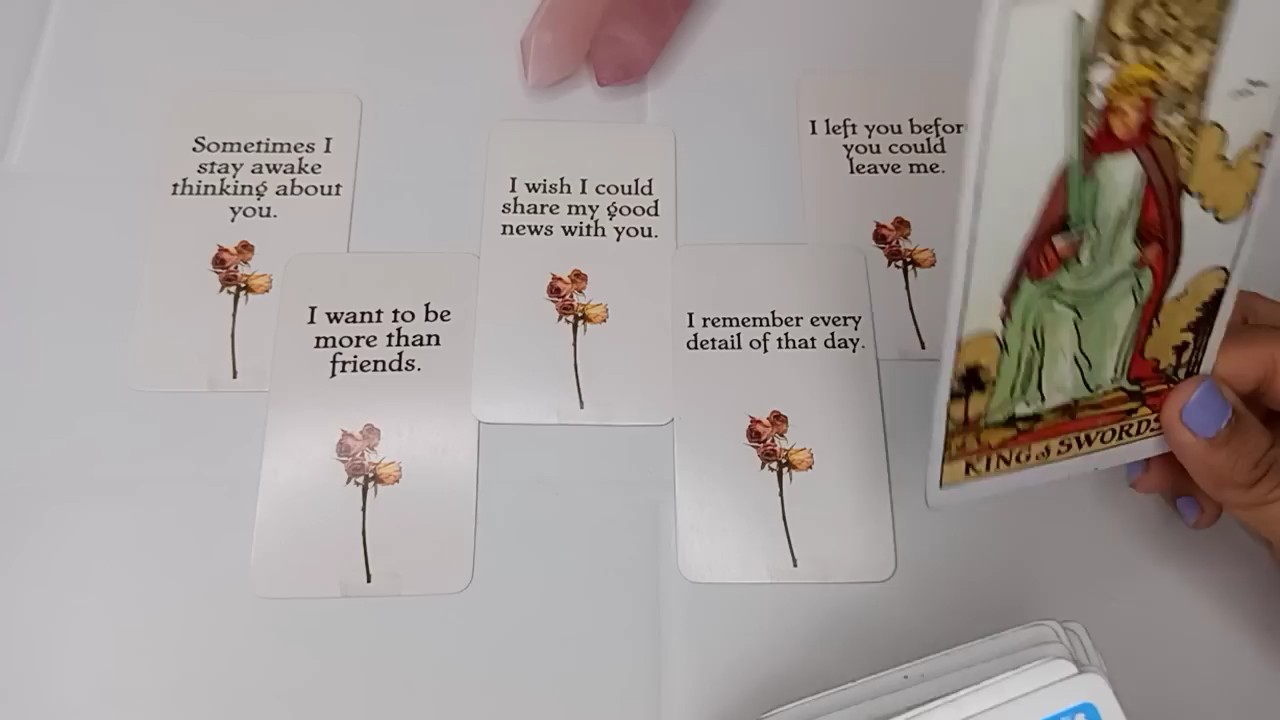 Sometimes I
stay awake
thinking about
you.
I want to be
more than
friends.
I wish I could
share my good
news with you.
I remember every
detail of that day.
I left you befor
you could
leave me.
KING of SWORDS